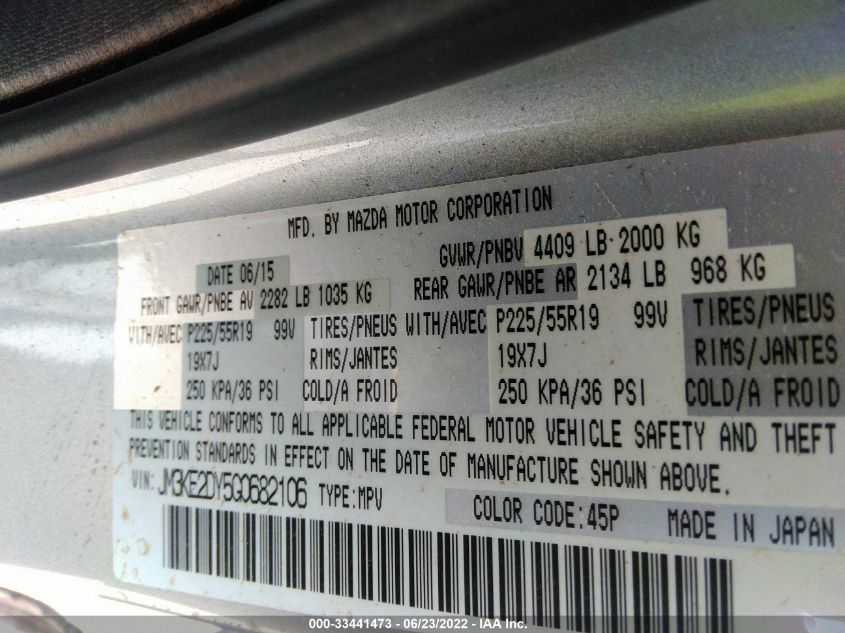 MFD. BY MAZDA MOTOR CORPORATION
DATE 06/15 GVWR/PNBV 4409 LB 2000 KG
FRONT GAWR/PNBE AV 2282 LB 1035 KG REAR GAWR/PNBE AR 2134 LB 968 KG
WITH/AVEC P225/55R19 99V TIRES/PNEUS WITH/AVEC P225/55R19 99V TIRES/PNEUS
19X7J RIMS/JANTES 19X7J RIMS/JANTES
250 KPA/36 PSI COLD/A FROID 250 KPA/36 PSI COLD/A FROID
THIS VEHICLE CONFORMS TO ALL APPLICABLE FEDERAL MOTOR VEHICLE SAFETY AND THEFT
PREVENTION STANDARDS IN EFFECT ON THE DATE OF MANUFACTURE SHOWN ABOVE.
VIN: JM3KE2DY5G0682106 TYPE:MPV
COLOR CODE:45P MADE IN JAPAN
000-33441473 - 06/23/2022 - IAA Inc.